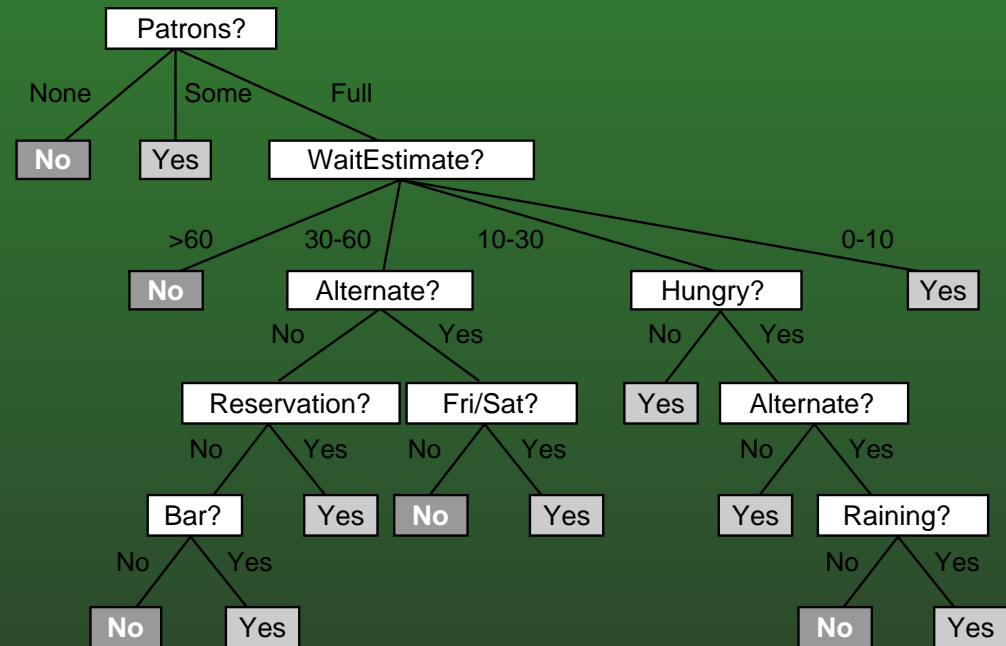 Patrons?
None Some Full
No Yes WaitEstimate?
>60 30-60 10-30 0-10
No Alternate? Hungry? Yes
No Yes No Yes
Reservation? Fri/Sat? Yes Alternate?
No Yes No Yes No Yes
Bar? Yes No Yes Yes Raining?
No Yes No Yes
No Yes No Yes